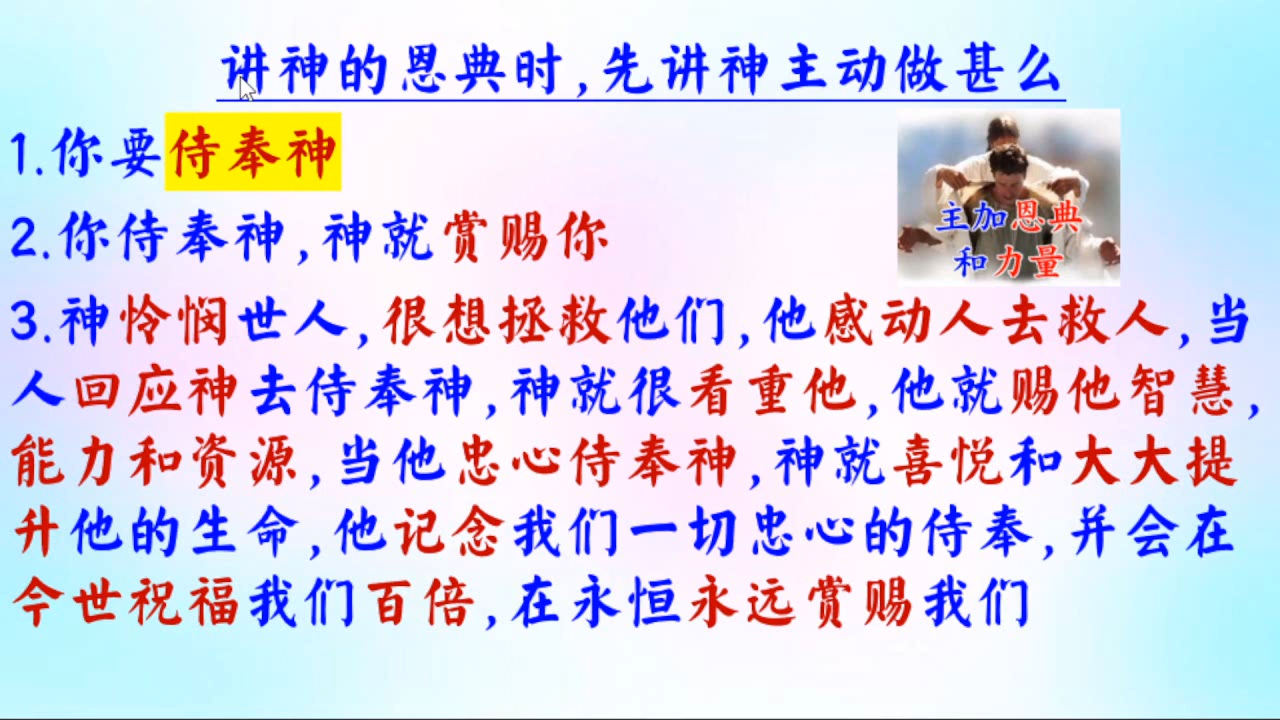 讲神的恩典时,先讲神主动做甚么
1.你要侍奉神
2.你侍奉神,神就赏赐你
主加恩典
和力量
3.神怜悯世人,很想拯救他们,他感动人去救人,当
人回应神去侍奉神,神就很看重他,他就赐他智慧,
能力和资源,当他忠心侍奉神,神就喜悦和大大提
升他的生命,他记念我们一切忠心的侍奉,并会在
今世祝福我们百倍,在永恒永远赏赐我们